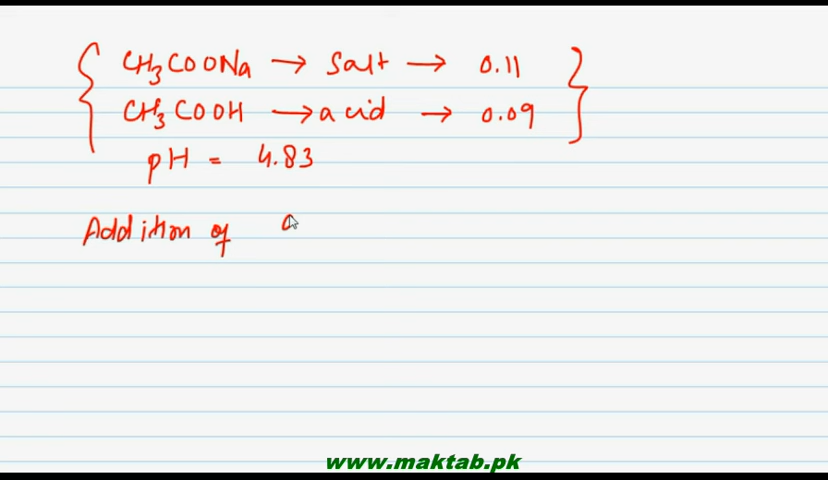 CH3COONa → Salt → 0.11
CH3COOH → acid → 0.09
pH = 4.83
Addition of
www.maktab.pk